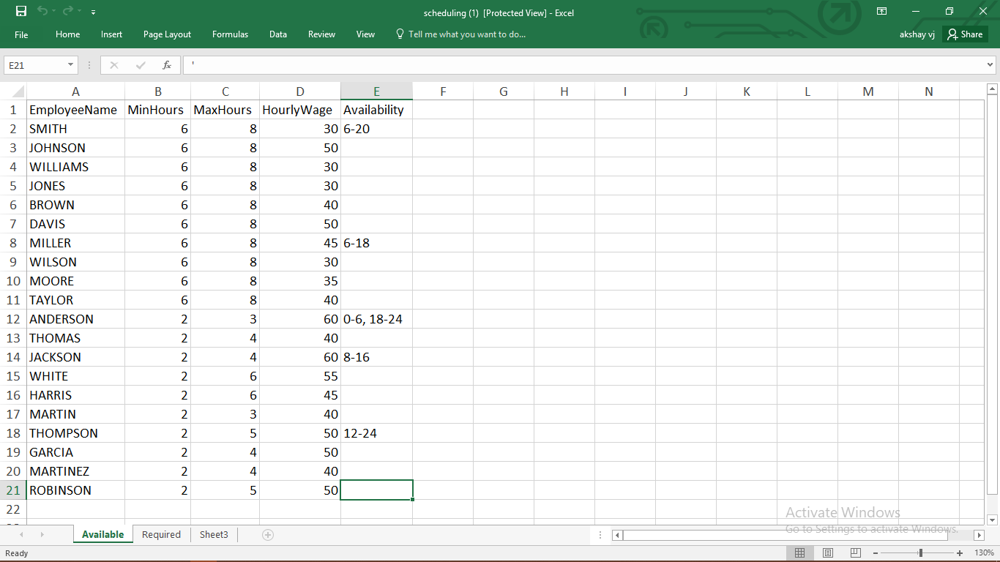 scheduling (1) [Protected View] - Excel
File Home Insert Page Layout Formulas Data Review View Tell me what you want to do... akshay vj Share
E21 fx '
A B C D E F G H I J K L M N
1 EmployeeName MinHours MaxHours HourlyWage Availability
2 SMITH 6 8 30 6-20
3 JOHNSON 6 8 50
4 WILLIAMS 6 8 30
5 JONES 6 8 30
6 BROWN 6 8 40
7 DAVIS 6 8 50
8 MILLER 6 8 45 6-18
9 WILSON 6 8 30
10 MOORE 6 8 35
11 TAYLOR 6 8 40
12 ANDERSON 2 3 60 0-6, 18-24
13 THOMAS 2 4 40
14 JACKSON 2 4 60 8-16
15 WHITE 2 6 55
16 HARRIS 2 6 45
17 MARTIN 2 3 40
18 THOMPSON 2 5 50 12-24
19 GARCIA 2 4 50
20 MARTINEZ 2 4 40
21 ROBINSON 2 5 50
22
Activate Windows
Go to Settings to activate Windows.
Available Required Sheet3
Ready 130%